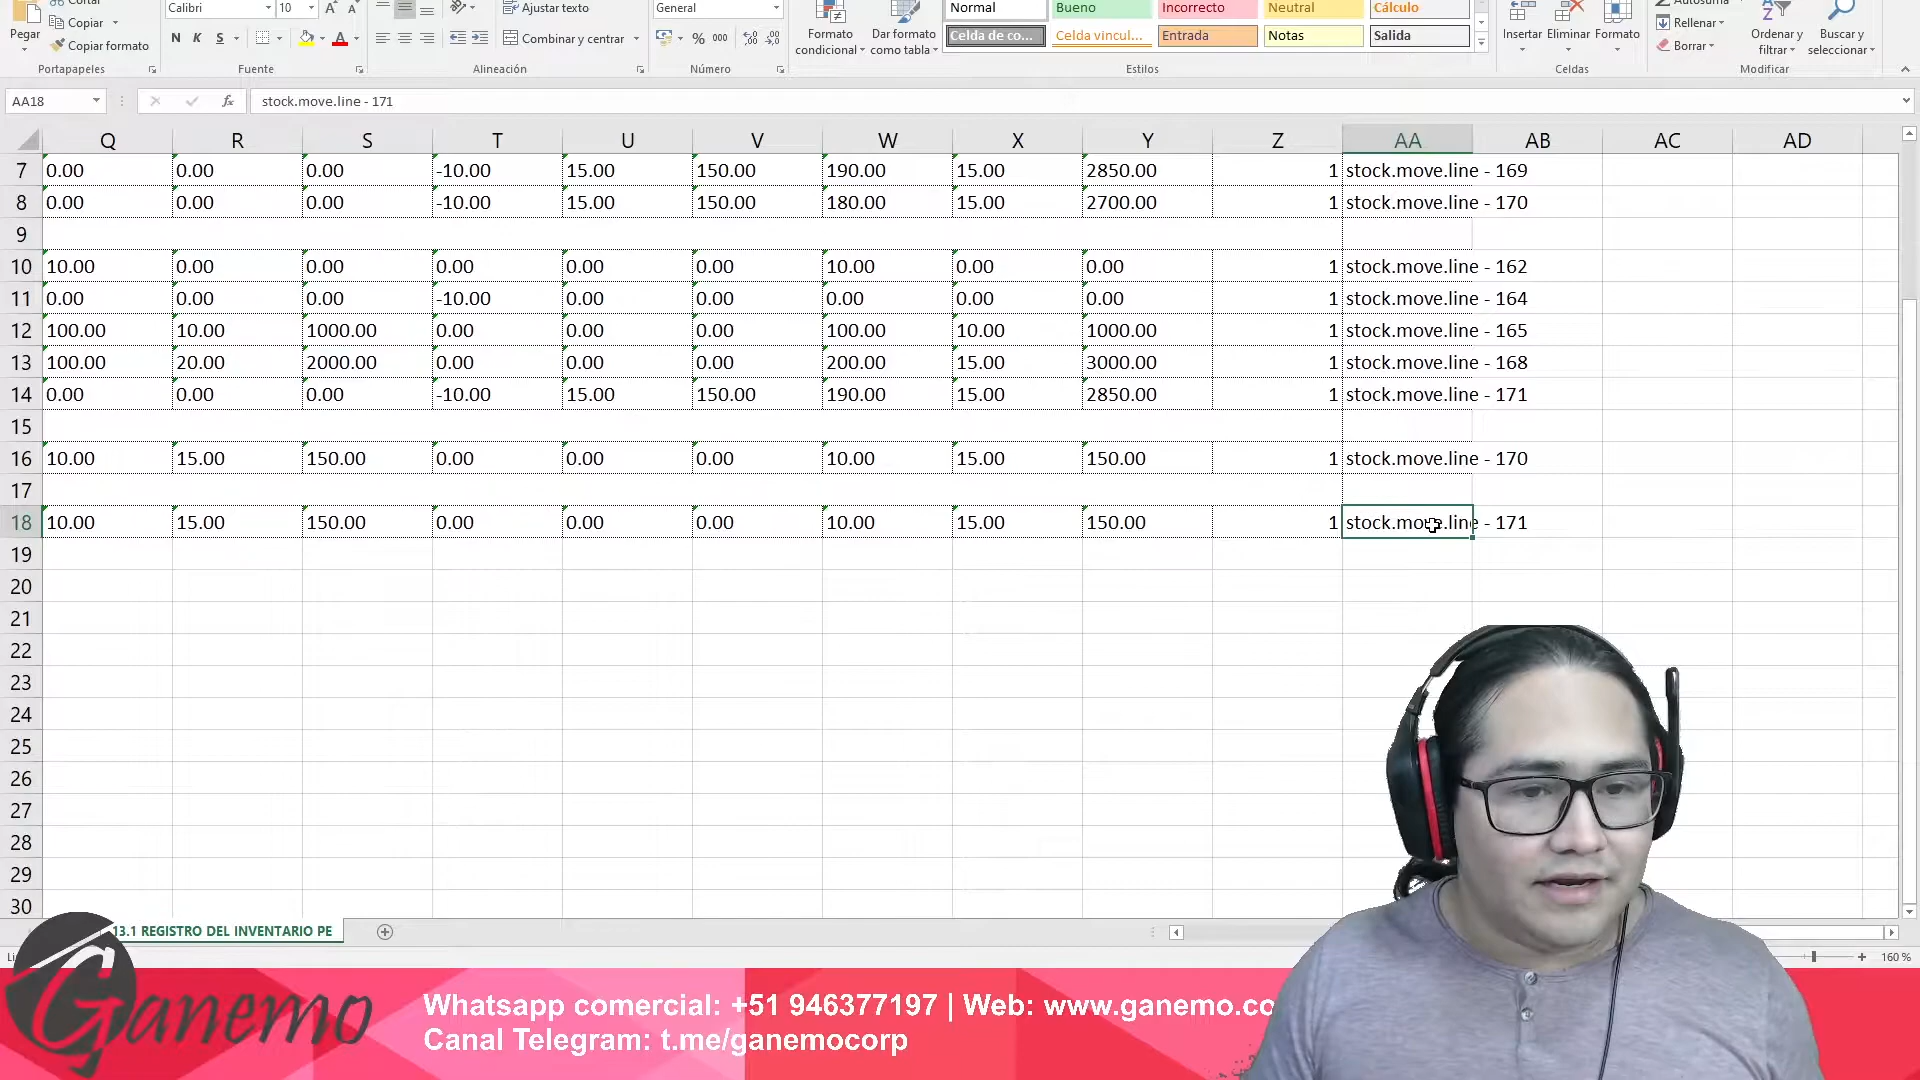 Cortar
Pegar
Copiar
Copiar formato
Portapapeles
Calibri 10
N K S
Fuente
Ajustar texto
Combinar y centrar
Alineación
General
% 000
Número
Formato condicional
Dar formato como tabla
Normal Bueno Incorrecto Neutral Cálculo
Celda de co... Celda vincul... Entrada Notas Salida
Estilos
Insertar Eliminar Formato
Celdas
Autosuma
Rellenar
Borrar
Ordenar y filtrar
Buscar y seleccionar
Modificar
AA18 fx stock.move.line - 171
Q R S T U V W X Y Z AA AB AC AD
7 0.00 0.00 0.00 -10.00 15.00 150.00 190.00 15.00 2850.00 1 stock.move.line - 169
8 0.00 0.00 0.00 -10.00 15.00 150.00 180.00 15.00 2700.00 1 stock.move.line - 170
9
10 10.00 0.00 0.00 0.00 0.00 0.00 10.00 0.00 0.00 1 stock.move.line - 162
11 0.00 0.00 0.00 -10.00 0.00 0.00 0.00 0.00 0.00 1 stock.move.line - 164
12 100.00 10.00 1000.00 0.00 0.00 0.00 100.00 10.00 1000.00 1 stock.move.line - 165
13 100.00 20.00 2000.00 0.00 0.00 0.00 200.00 15.00 3000.00 1 stock.move.line - 168
14 0.00 0.00 0.00 -10.00 15.00 150.00 190.00 15.00 2850.00 1 stock.move.line - 171
15
16 10.00 15.00 150.00 0.00 0.00 0.00 10.00 15.00 150.00 1 stock.move.line - 170
17
18 10.00 15.00 150.00 0.00 0.00 0.00 10.00 15.00 150.00 1 stock.move.line - 171
19
20
21
22
23
24
25
26
27
28
29
30
13.1 REGISTRO DEL INVENTARIO PE
160 %
Ganemo
Whatsapp comercial: +51 946377197 | Web: www.ganemo.co
Canal Telegram: t.me/ganemocorp